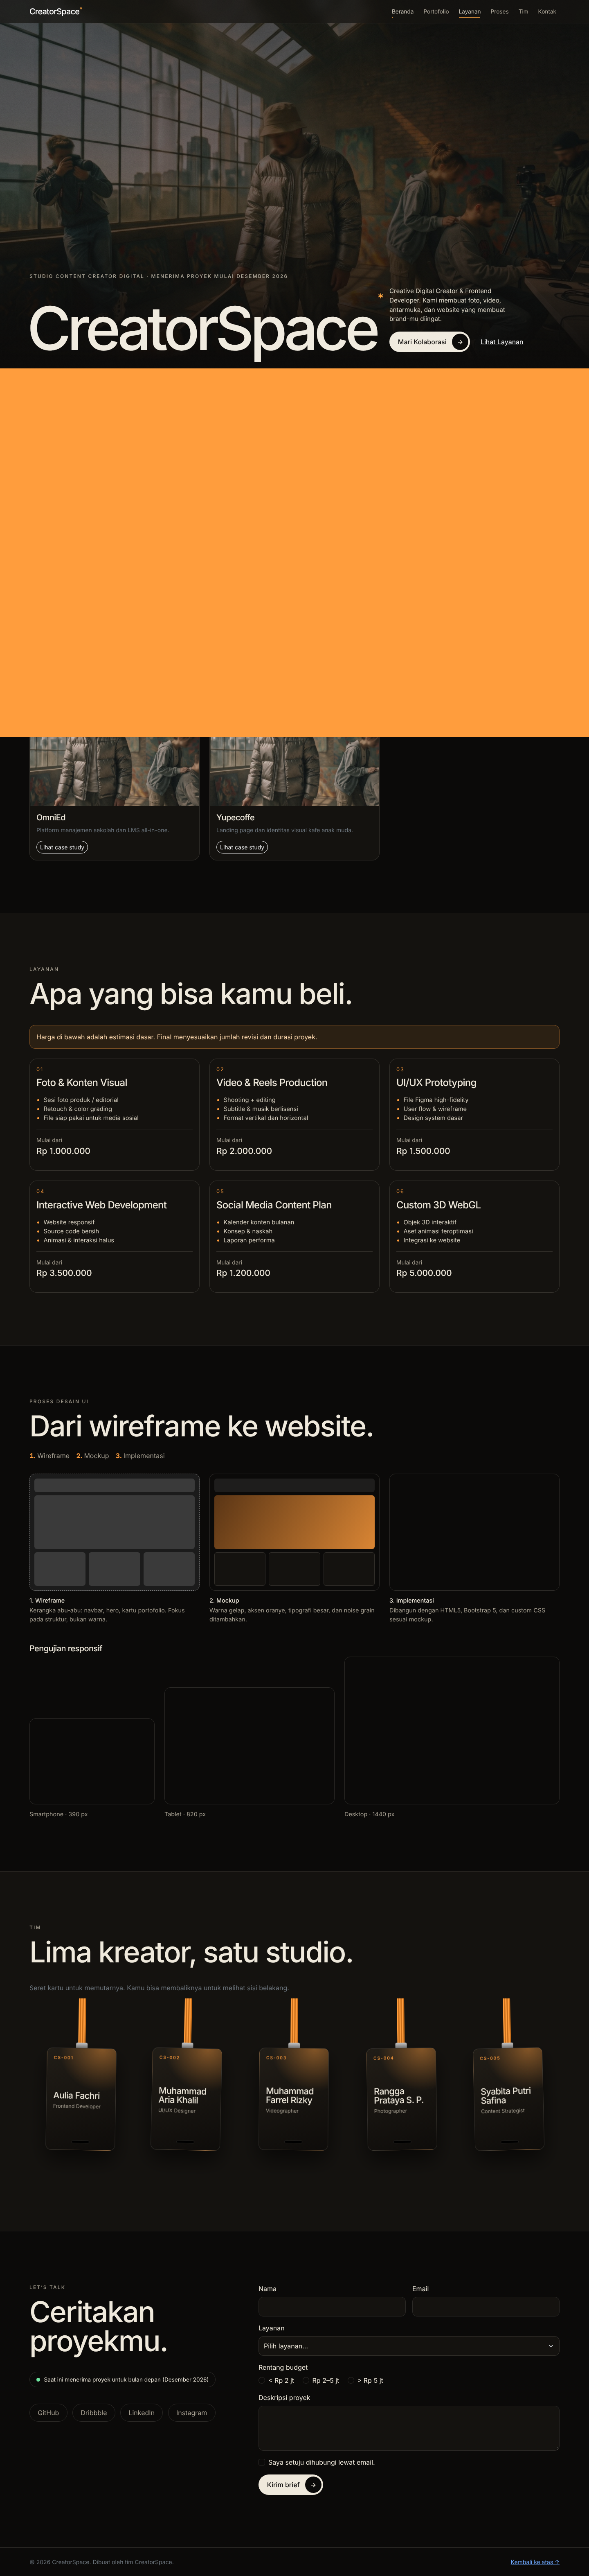 CreatorSpace*
Beranda
Portofolio
Layanan
Proses
Tim
Kontak
STUDIO CONTENT CREATOR DIGITAL · MENERIMA PROYEK MULAI DESEMBER 2026
CreatorSpace*
Creative Digital Creator & Frontend
Developer. Kami membuat foto, video,
antarmuka, dan website yang membuat
brand-mu diingat.
Mari Kolaborasi →
Lihat Layanan
OmniEd
Platform manajemen sekolah dan LMS all-in-one.
Lihat case study
Yupecoffe
Landing page dan identitas visual kafe anak muda.
Lihat case study
LAYANAN
Apa yang bisa kamu beli.
Harga di bawah adalah estimasi dasar. Final menyesuaikan jumlah revisi dan durasi proyek.
01
Foto & Konten Visual
• Sesi foto produk / editorial
• Retouch & color grading
• File siap pakai untuk media sosial
Mulai dari
Rp 1.000.000
02
Video & Reels Production
• Shooting + editing
• Subtitle & musik berlisensi
• Format vertikal dan horizontal
Mulai dari
Rp 2.000.000
03
UI/UX Prototyping
• File Figma high-fidelity
• User flow & wireframe
• Design system dasar
Mulai dari
Rp 1.500.000
04
Interactive Web Development
• Website responsif
• Source code bersih
• Animasi & interaksi halus
Mulai dari
Rp 3.500.000
05
Social Media Content Plan
• Kalender konten bulanan
• Konsep & naskah
• Laporan performa
Mulai dari
Rp 1.200.000
06
Custom 3D WebGL
• Objek 3D interaktif
• Aset animasi teroptimasi
• Integrasi ke website
Mulai dari
Rp 5.000.000
PROSES DESAIN UI
Dari wireframe ke website.
1. Wireframe 2. Mockup 3. Implementasi
1. Wireframe
Kerangka abu-abu: navbar, hero, kartu portofolio. Fokus
pada struktur, bukan warna.
2. Mockup
Warna gelap, aksen oranye, tipografi besar, dan noise grain
ditambahkan.
3. Implementasi
Dibangun dengan HTML5, Bootstrap 5, dan custom CSS
sesuai mockup.
Pengujian responsif
Smartphone · 390 px
Tablet · 820 px
Desktop · 1440 px
TIM
Lima kreator, satu studio.
Seret kartu untuk memutarnya. Kamu bisa membaliknya untuk melihat sisi belakang.
CS-001
Aulia Fachri
Frontend Developer
CS-002
Muhammad
Aria Khalil
UI/UX Designer
CS-003
Muhammad
Farrel Rizky
Videographer
CS-004
Rangga
Prataya S. P.
Photographer
CS-005
Syabita Putri
Safina
Content Strategist
LET'S TALK
Ceritakan
proyekmu.
Saat ini menerima proyek untuk bulan depan (Desember 2026)
GitHub
Dribbble
LinkedIn
Instagram
Nama
Email
Layanan
Pilih layanan...
Rentang budget
< Rp 2 jt
Rp 2–5 jt
> Rp 5 jt
Deskripsi proyek
Saya setuju dihubungi lewat email.
Kirim brief →
© 2026 CreatorSpace. Dibuat oleh tim CreatorSpace.
Kembali ke atas ↑